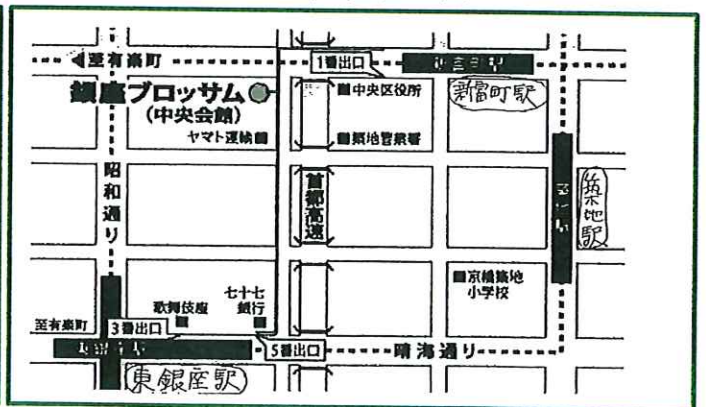 至有楽町
1番出口
新富町駅
銀座ブロッサム
(中央会館)
中央区役所
新富町駅
ヤマト運輸
築地警察署
昭和通り
首都高速
築地駅
京橋築地
小学校
七十七
銀行
歌舞伎座
至有楽町
3番出口
5番出口
晴海通り
東銀座駅